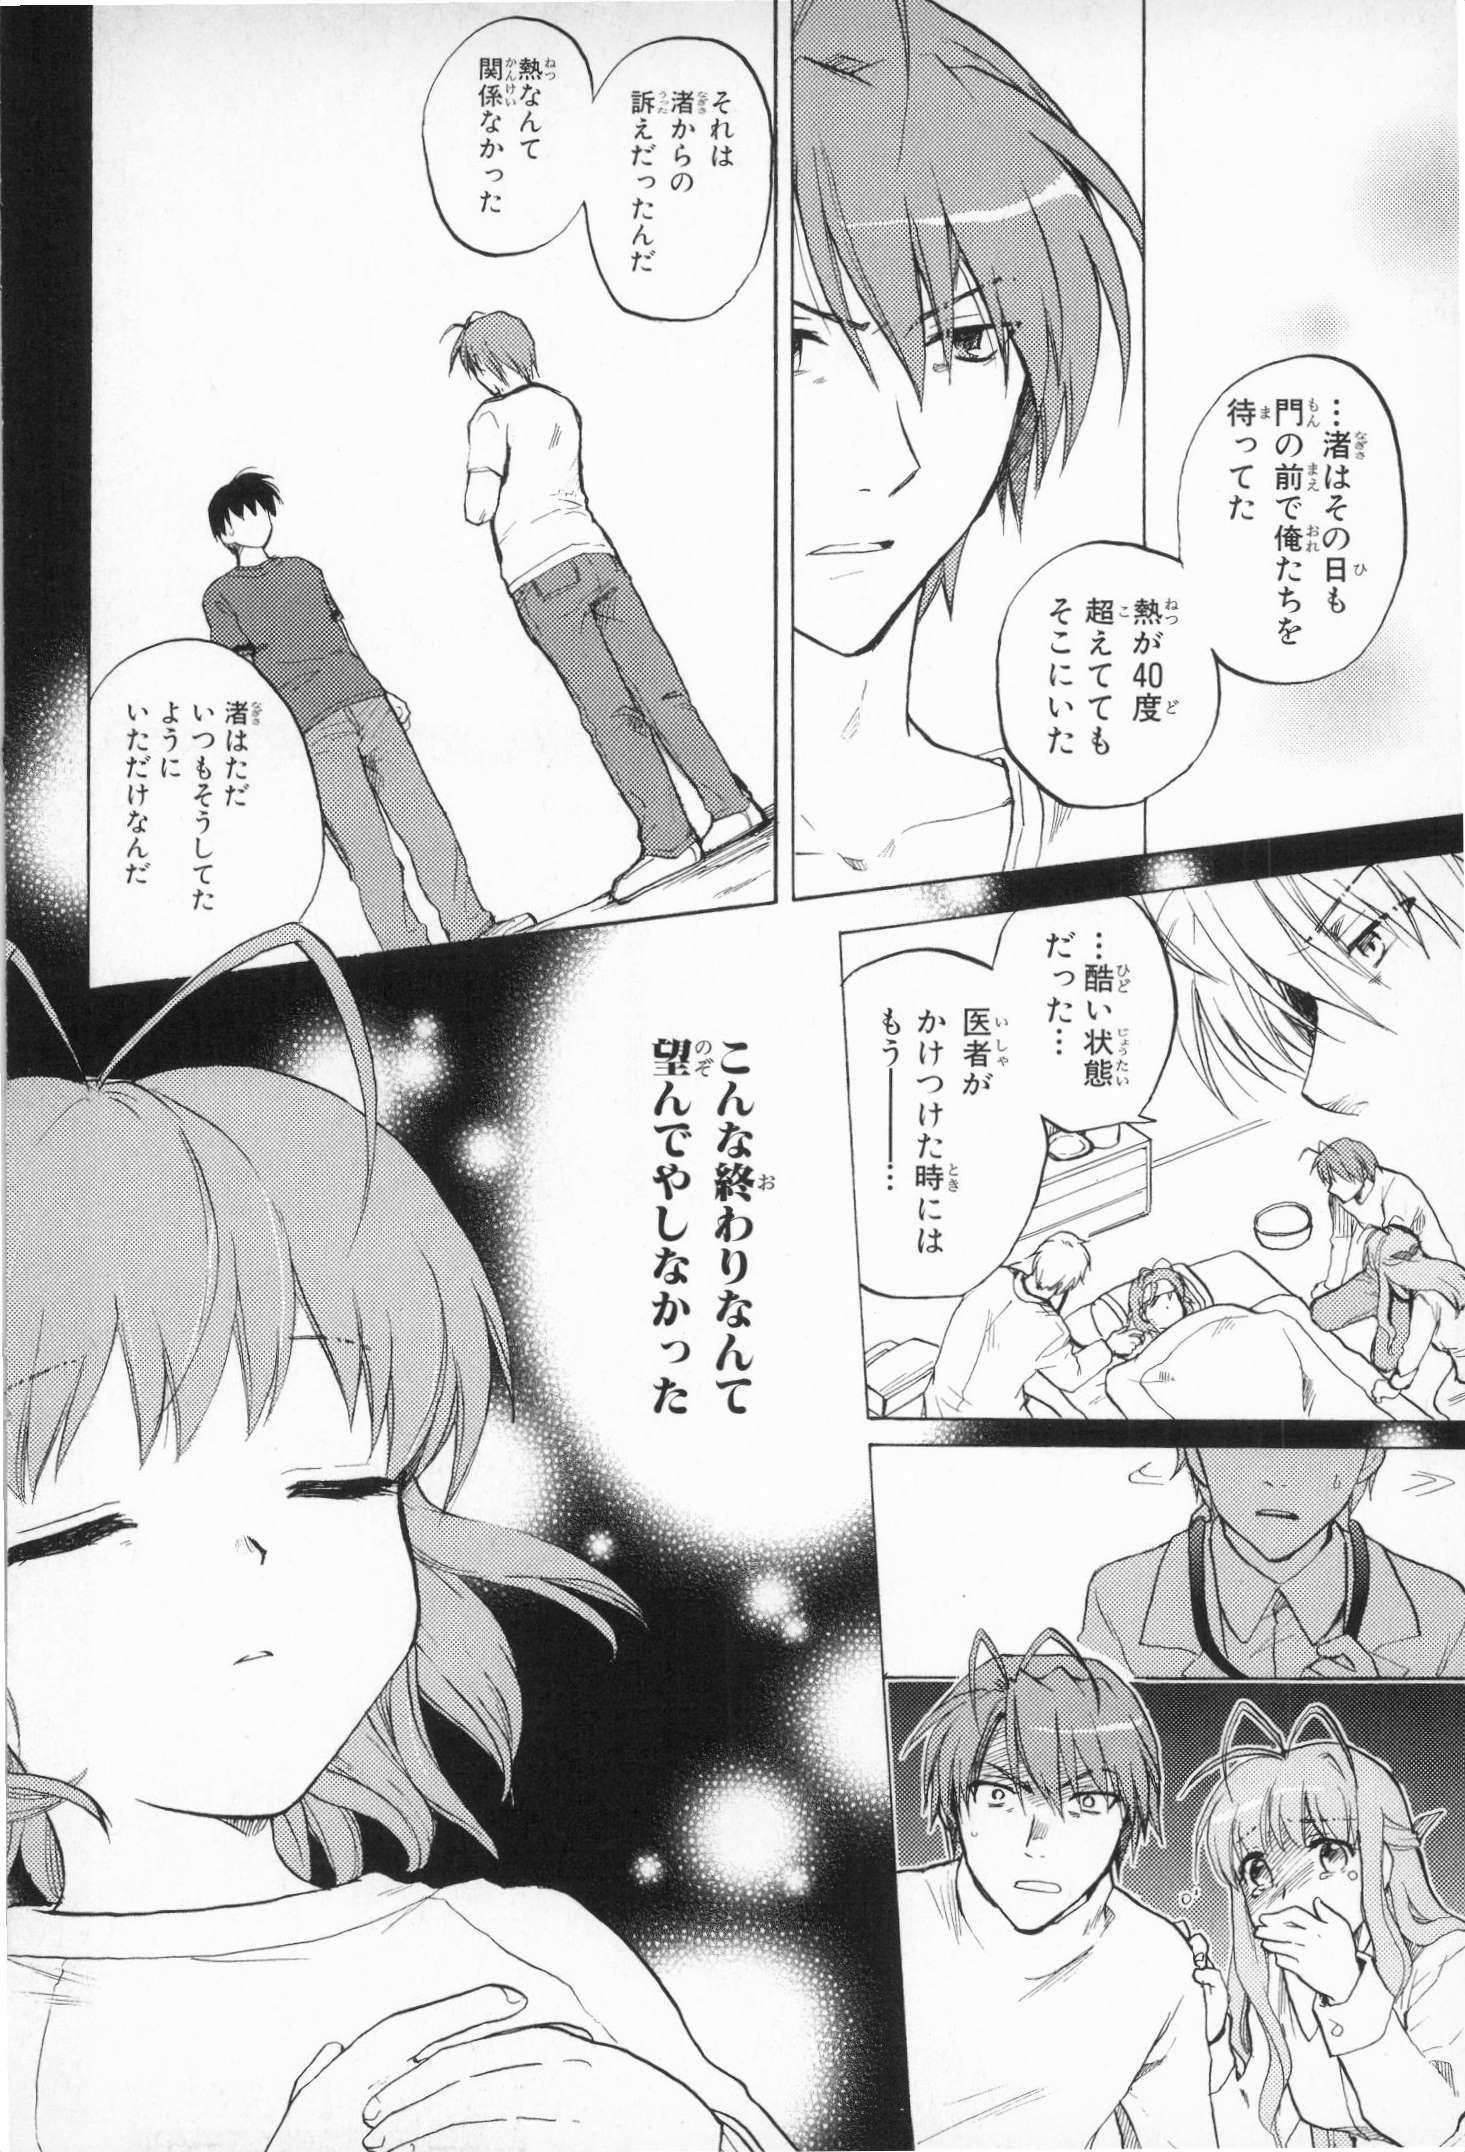 …渚はその日も
門の前で俺たちを
待ってた
熱が40度
超えてても
そこにいた
それは
渚からの
訴えだったんだ
熱なんて
関係なかった
渚はただ
いつもそうしてた
ように
いただけなんだ
…酷い状態
だった…
医者が
かけつけた時には
もう――…
こんな終わりなんて
望んでやしなかった